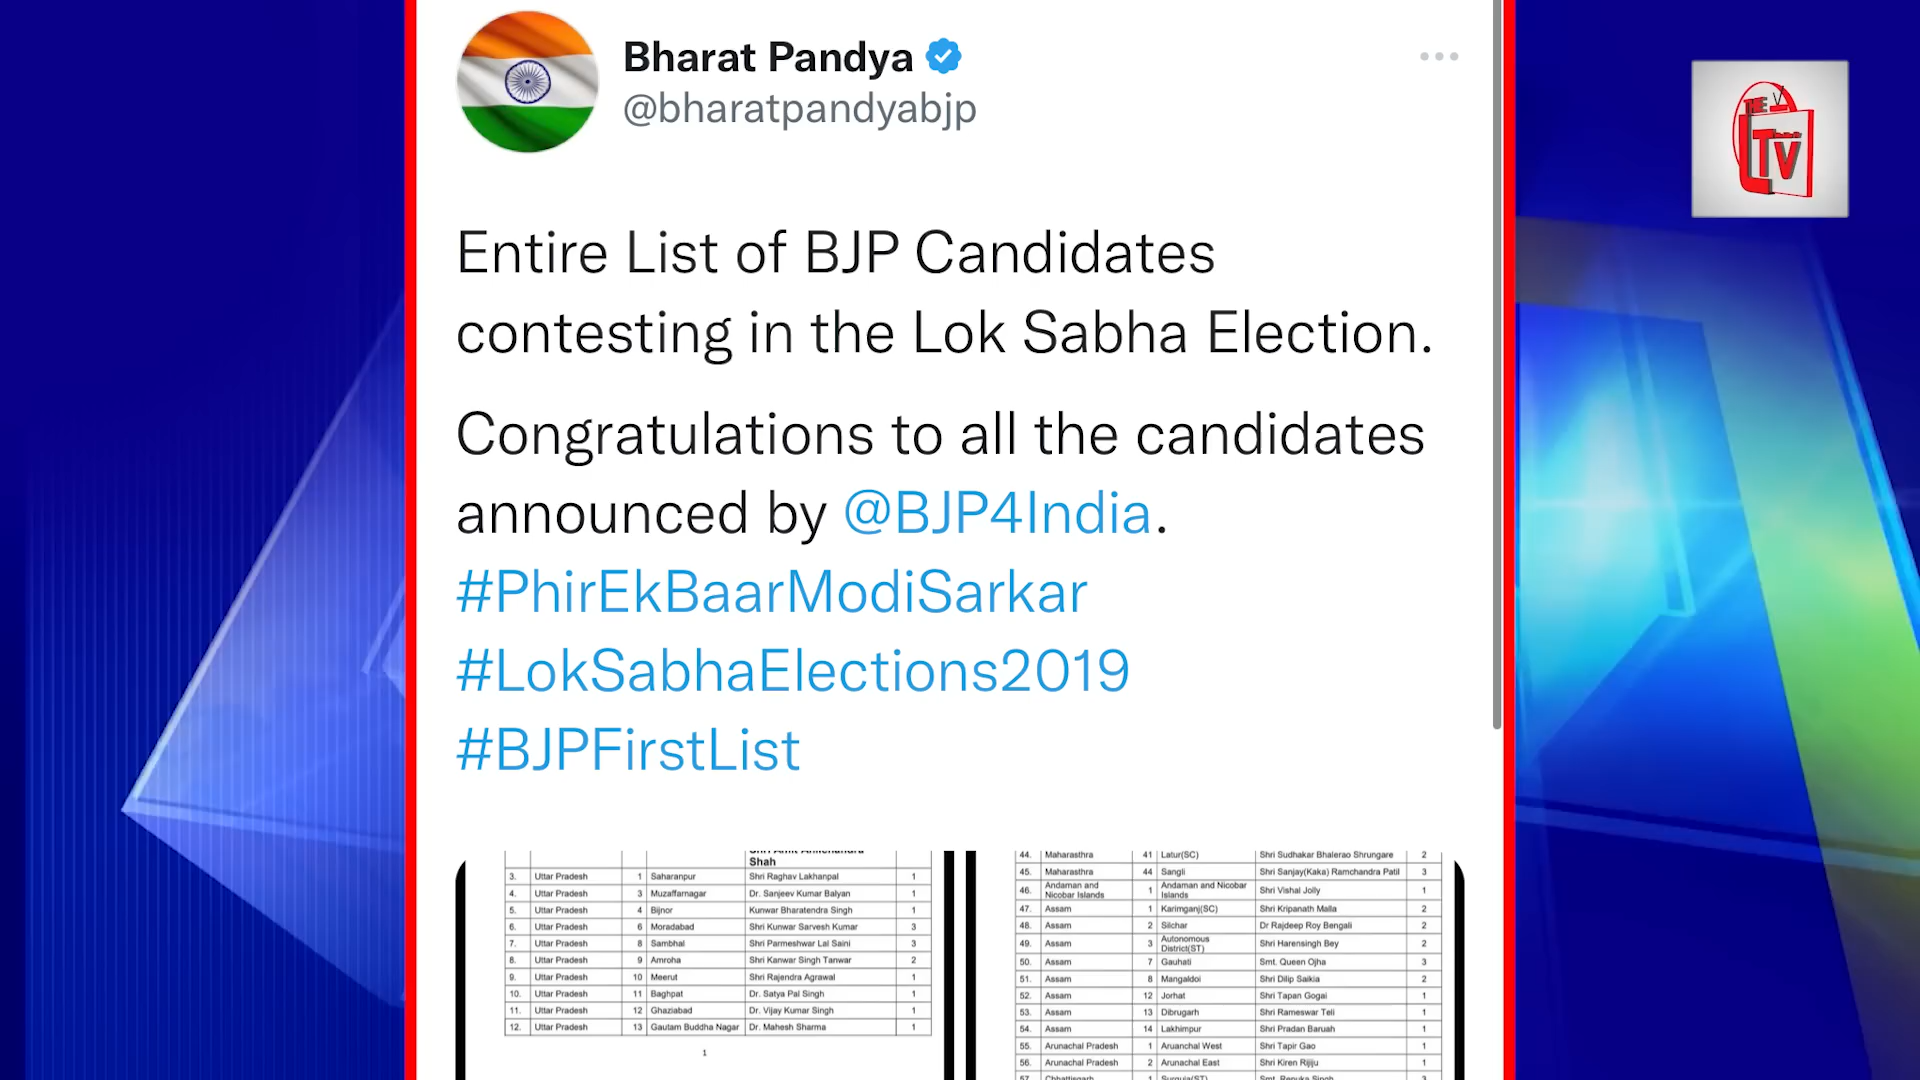 Bharat Pandya
@bharatpandyabjp
THE
LTV
Entire List of BJP Candidates
contesting in the Lok Sabha Election.
Congratulations to all the candidates
announced by @BJP4India.
#PhirEkBaarModiSarkar
#LokSabhaElections2019
#BJPFirstList
Shah
3. Uttar Pradesh 1 Saharanpur Shri Raghav Lakhanpal 1
4. Uttar Pradesh 3 Muzaffarnagar Dr. Sanjeev Kumar Balyan 1
5. Uttar Pradesh 4 Bijnor Kunwar Bharatendra Singh 1
6. Uttar Pradesh 6 Moradabad Shri Kunwar Sarvesh Kumar 3
7. Uttar Pradesh 8 Sambhal Shri Parmeshwar Lal Saini 3
8. Uttar Pradesh 9 Amroha Shri Kanwar Singh Tanwar 2
9. Uttar Pradesh 10 Meerut Shri Rajendra Agrawal 1
10. Uttar Pradesh 11 Baghpat Dr. Satya Pal Singh 1
11. Uttar Pradesh 12 Ghaziabad Dr. Vijay Kumar Singh 1
12. Uttar Pradesh 13 Gautam Buddha Nagar Dr. Mahesh Sharma 1
1
44. Maharasthra 41 Latur(SC) Shri Sudhakar Bhalerao Shrungare 2
45. Maharasthra 44 Sangli Shri Sanjay(Kaka) Ramchandra Patil 3
46. Andaman and Nicobar Islands 1 Andaman and Nicobar Islands Shri Vishal Jolly 1
47. Assam 1 Karimganj(SC) Shri Kripanath Malla 2
48. Assam 2 Silchar Dr Rajdeep Roy Bengali 2
49. Assam 3 Autonomous District(ST) Shri Harensingh Bey 2
50. Assam 7 Gauhati Smt. Queen Ojha 3
51. Assam 8 Mangaldoi Shri Dilip Saikia 2
52. Assam 12 Jorhat Shri Tapan Gogai 1
53. Assam 13 Dibrugarh Shri Rameswar Teli 1
54. Assam 14 Lakhimpur Shri Pradan Baruah 1
55. Arunachal Pradesh 1 Aruanchal West Shri Tapir Gao 1
56. Arunachal Pradesh 2 Arunachal East Shri Kiren Rijiju 1